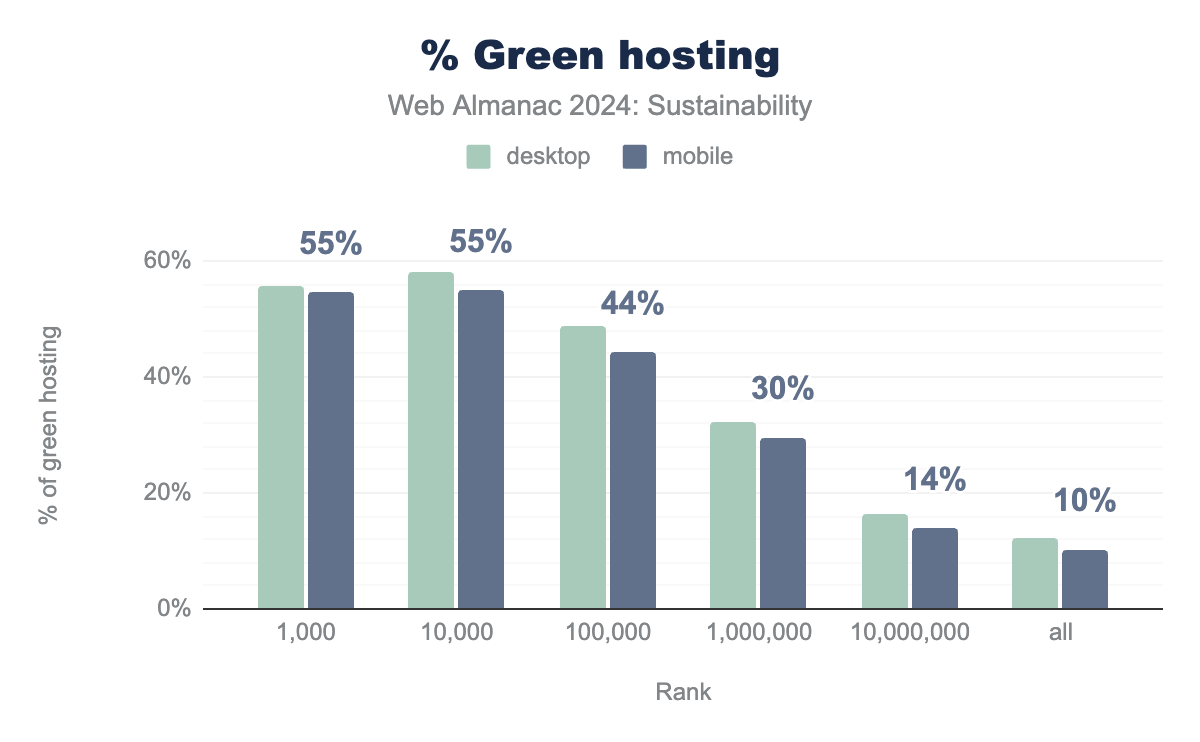 % Green hosting
Web Almanac 2024: Sustainability
desktop mobile
55% 55% 44% 30% 14% 10%
60%
40%
20%
0%
% of green hosting
1,000 10,000 100,000 1,000,000 10,000,000 all
Rank